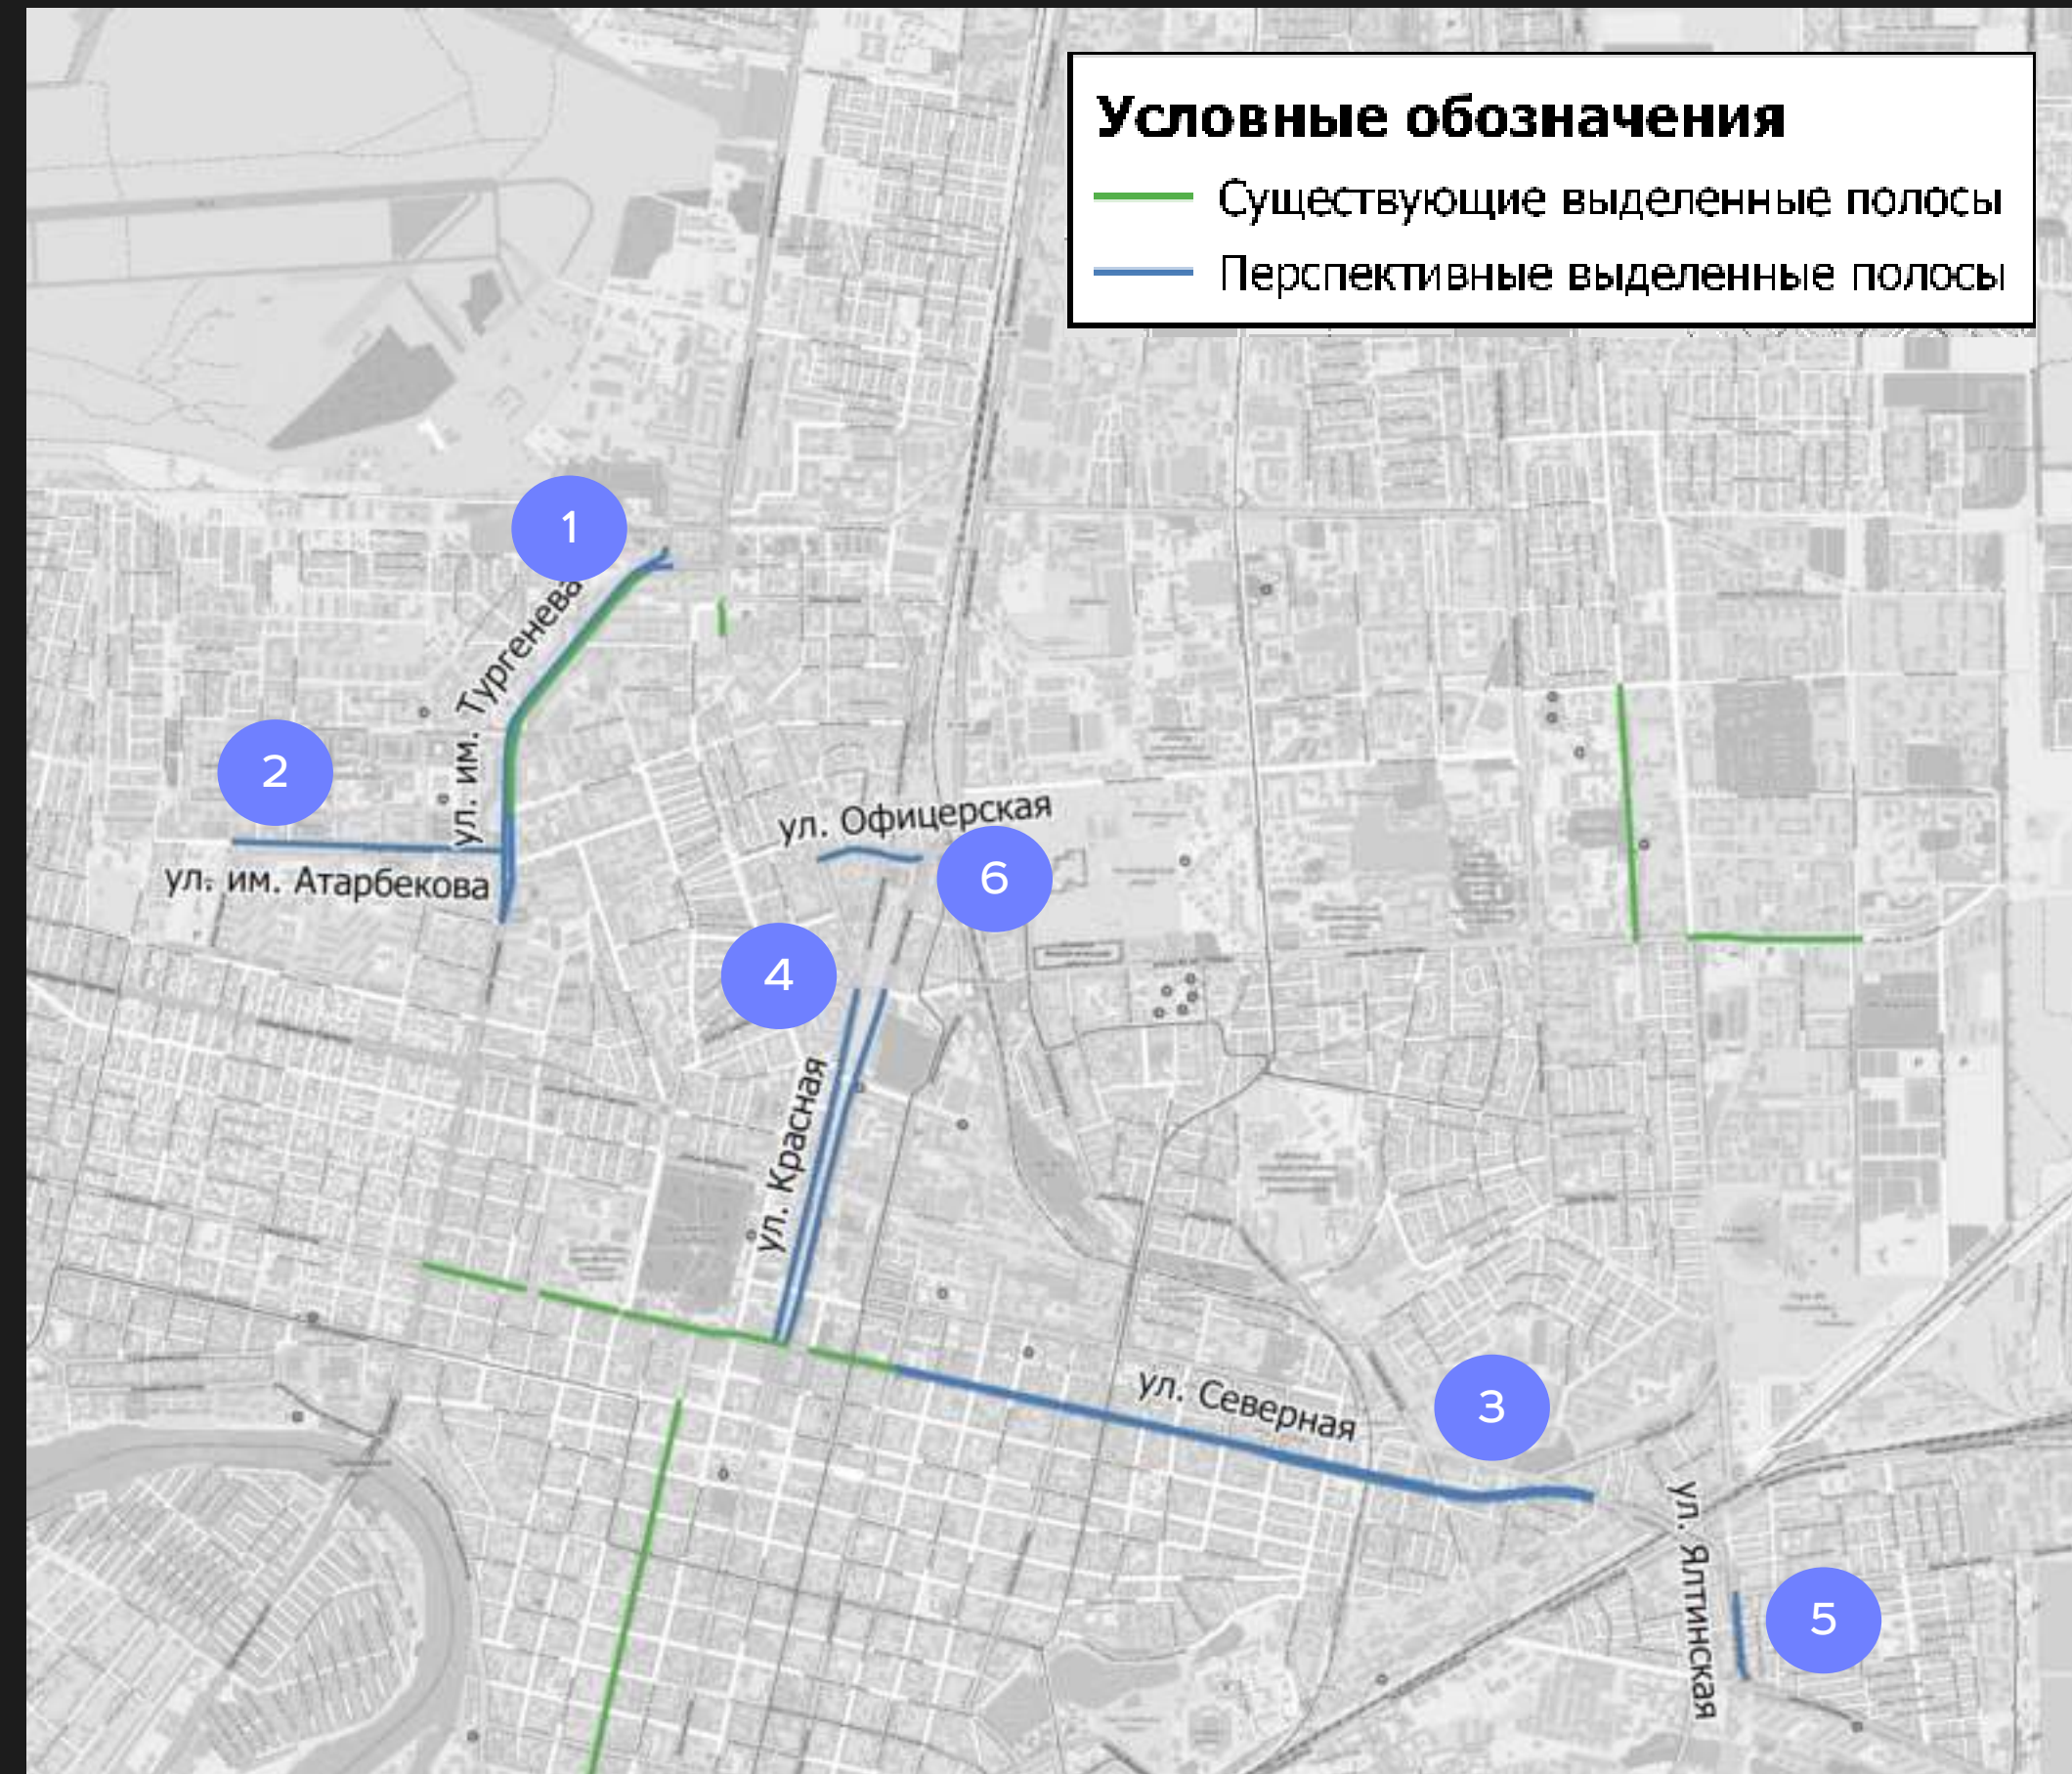 Условные обозначения
Существующие выделенные полосы
Перспективные выделенные полосы
1
ул. им. Тургенева
2
ул. им. Атарбекова
ул. Офицерская
6
4
ул. Красная
ул. Северная
3
ул. Ялтинская
5